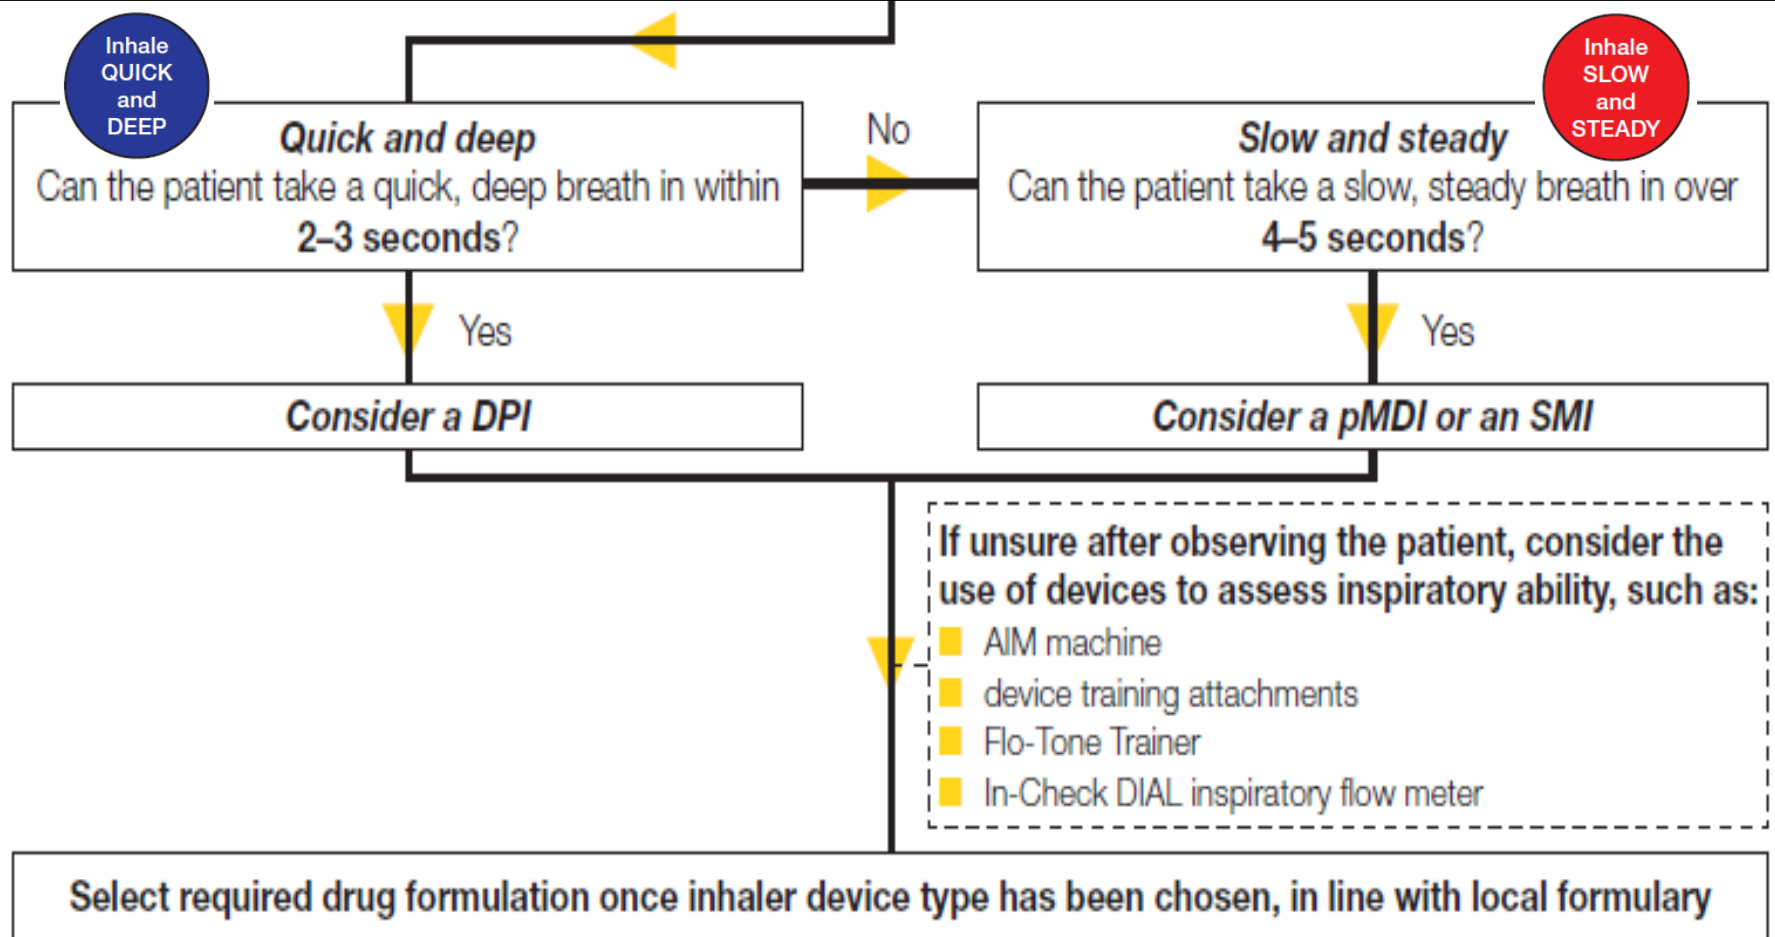 Inhale
QUICK
and
DEEP
Inhale
SLOW
and
STEADY
Quick and deep
Can the patient take a quick, deep breath in within
2–3 seconds?
No
Slow and steady
Can the patient take a slow, steady breath in over
4–5 seconds?
Yes
Yes
Consider a DPI
Consider a pMDI or an SMI
If unsure after observing the patient, consider the
use of devices to assess inspiratory ability, such as:
AIM machine
device training attachments
Flo-Tone Trainer
In-Check DIAL inspiratory flow meter
Select required drug formulation once inhaler device type has been chosen, in line with local formulary